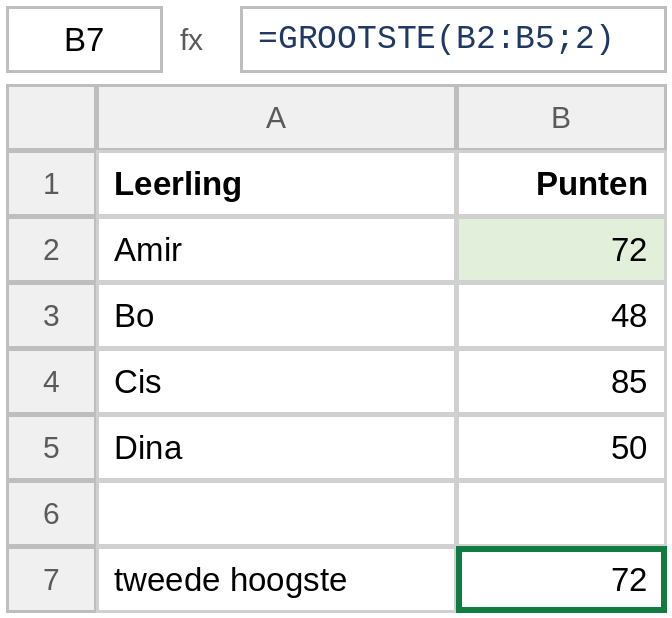 B7 fx =GROOTSTE(B2:B5;2)
A B
1 Leerling Punten
2 Amir 72
3 Bo 48
4 Cis 85
5 Dina 50
6
7 tweede hoogste 72